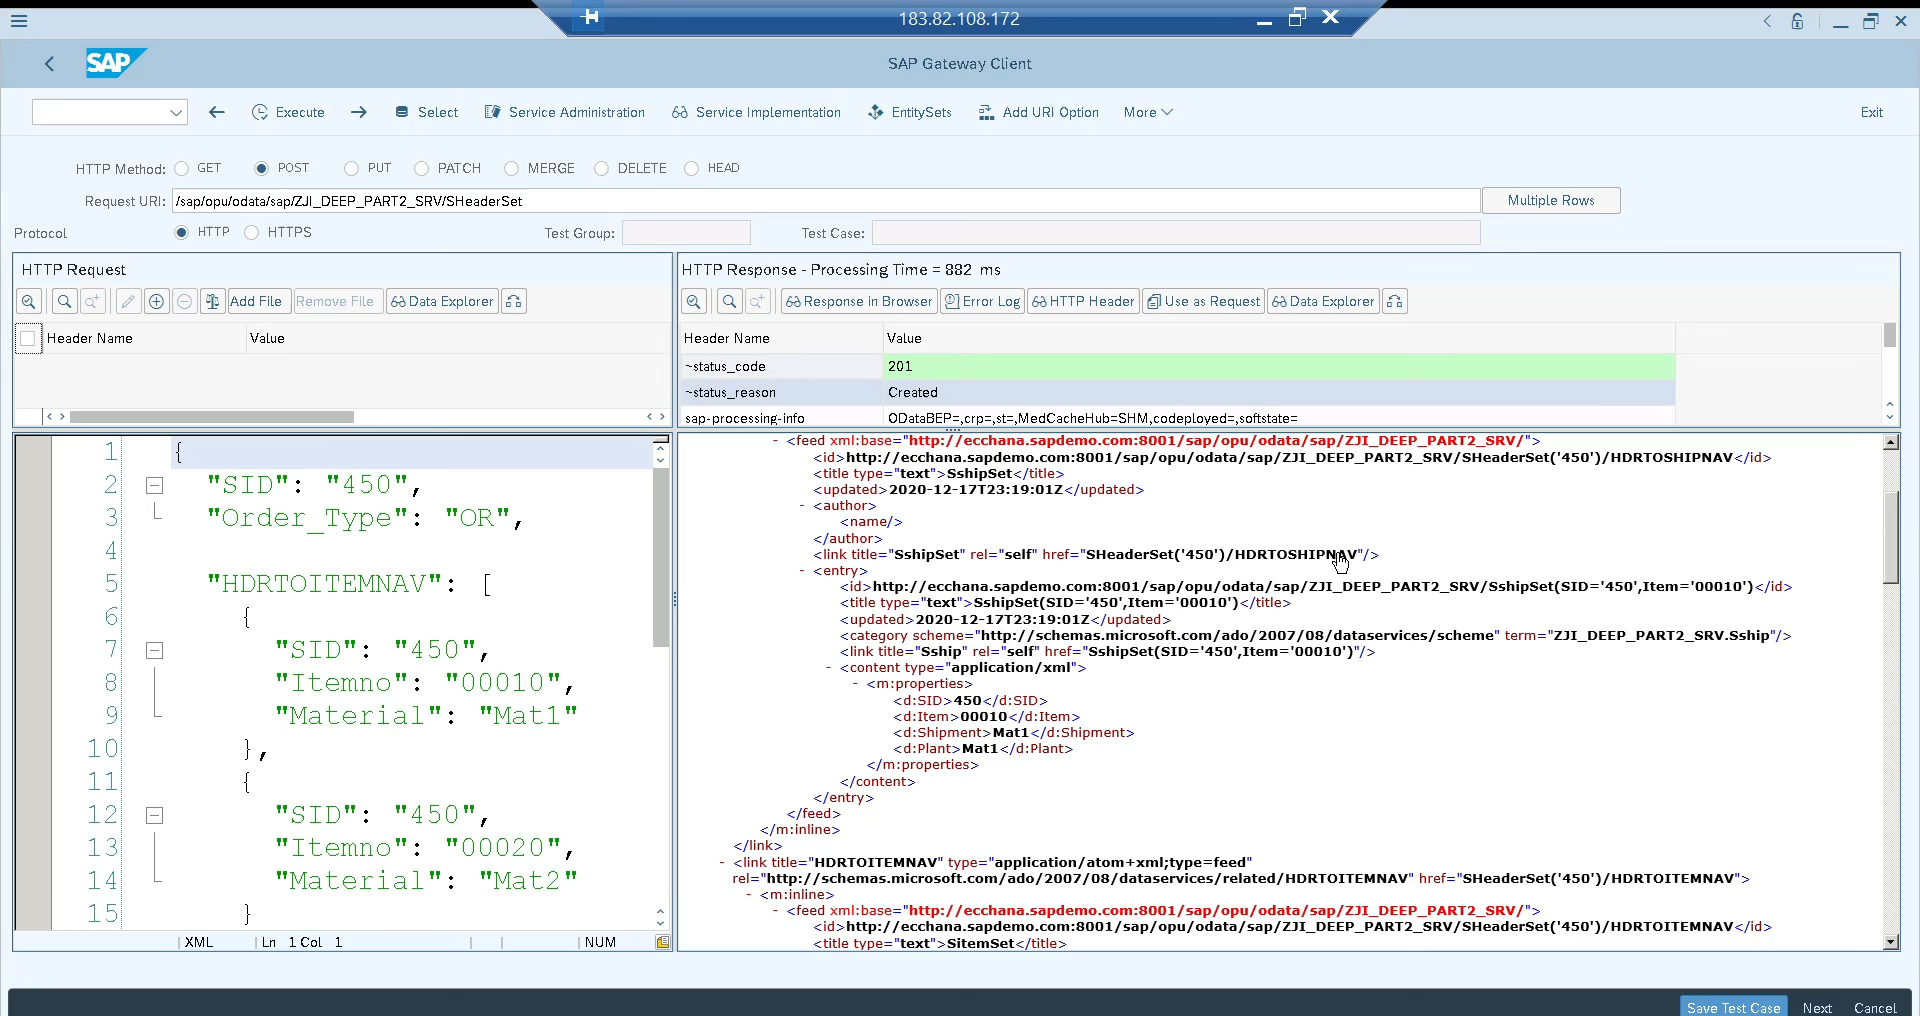 183.82.108.172
SAP
SAP Gateway Client
Execute
Select
Service Administration
Service Implementation
EntitySets
Add URI Option
More
Exit
HTTP Method:
GET
POST
PUT
PATCH
MERGE
DELETE
HEAD
Request URI:
/sap/opu/odata/sap/ZJI_DEEP_PART2_SRV/SHeaderSet
Multiple Rows
Protocol
HTTP
HTTPS
Test Group:
Test Case:
HTTP Request
Add File
Remove File
Data Explorer
Header Name
Value
1 {
2 "SID": "450",
3 "Order_Type": "OR",
4
5 "HDRTOITEMNAV": [
6 {
7 "SID": "450",
8 "Itemno": "00010",
9 "Material": "Mat1"
10 },
11 {
12 "SID": "450",
13 "Itemno": "00020",
14 "Material": "Mat2"
15 }
XML
Ln 1 Col 1
NUM
HTTP Response - Processing Time = 882 ms
Response in Browser
Error Log
HTTP Header
Use as Request
Data Explorer
Header Name
Value
~status_code
201
~status_reason
Created
sap-processing-info
ODataBEP=,crp=,st=,MedCacheHub=SHM,codeployed=,softstate=
- <feed xml:base="http://ecchana.sapdemo.com:8001/sap/opu/odata/sap/ZJI_DEEP_PART2_SRV/">
<id>http://ecchana.sapdemo.com:8001/sap/opu/odata/sap/ZJI_DEEP_PART2_SRV/SHeaderSet('450')/HDRTOSHIPNAV</id>
<title type="text">SshipSet</title>
<updated>2020-12-17T23:19:01Z</updated>
- <author>
<name/>
</author>
<link title="SshipSet" rel="self" href="SHeaderSet('450')/HDRTOSHIPNAV"/>
- <entry>
<id>http://ecchana.sapdemo.com:8001/sap/opu/odata/sap/ZJI_DEEP_PART2_SRV/SshipSet(SID='450',Item='00010')</id>
<title type="text">SshipSet(SID='450',Item='00010')</title>
<updated>2020-12-17T23:19:01Z</updated>
<category scheme="http://schemas.microsoft.com/ado/2007/08/dataservices/scheme" term="ZJI_DEEP_PART2_SRV.Sship"/>
<link title="Sship" rel="self" href="SshipSet(SID='450',Item='00010')"/>
- <content type="application/xml">
- <m:properties>
<d:SID>450</d:SID>
<d:Item>00010</d:Item>
<d:Shipment>Mat1</d:Shipment>
<d:Plant>Mat1</d:Plant>
</m:properties>
</content>
</entry>
</feed>
</m:inline>
</link>
- <link title="HDRTOITEMNAV" type="application/atom+xml;type=feed"
rel="http://schemas.microsoft.com/ado/2007/08/dataservices/related/HDRTOITEMNAV" href="SHeaderSet('450')/HDRTOITEMNAV">
- <m:inline>
- <feed xml:base="http://ecchana.sapdemo.com:8001/sap/opu/odata/sap/ZJI_DEEP_PART2_SRV/">
<id>http://ecchana.sapdemo.com:8001/sap/opu/odata/sap/ZJI_DEEP_PART2_SRV/SHeaderSet('450')/HDRTOITEMNAV</id>
<title type="text">SitemSet</title>
Save Test Case
Next
Cancel